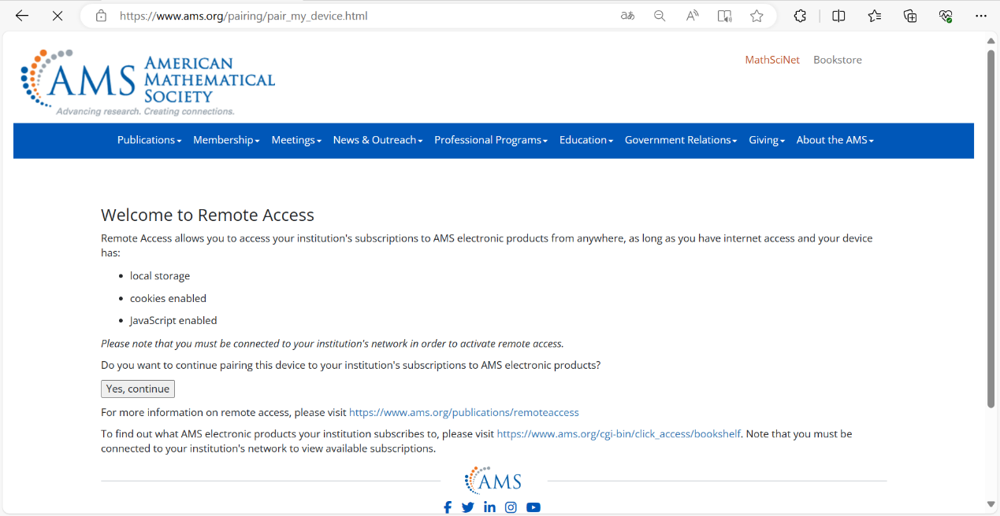 https://www.ams.org/pairing/pair_my_device.html
AMS AMERICAN
MATHEMATICAL
SOCIETY
Advancing research. Creating connections.
MathSciNet Bookstore
Publications Membership Meetings News & Outreach Professional Programs Education Government Relations Giving About the AMS
Welcome to Remote Access
Remote Access allows you to access your institution's subscriptions to AMS electronic products from anywhere, as long as you have internet access and your device
has:
• local storage
• cookies enabled
• JavaScript enabled
Please note that you must be connected to your institution's network in order to activate remote access.
Do you want to continue pairing this device to your institution's subscriptions to AMS electronic products?
Yes, continue
For more information on remote access, please visit https://www.ams.org/publications/remoteaccess
To find out what AMS electronic products your institution subscribes to, please visit https://www.ams.org/cgi-bin/click_access/bookshelf. Note that you must be
connected to your institution's network to view available subscriptions.
AMS